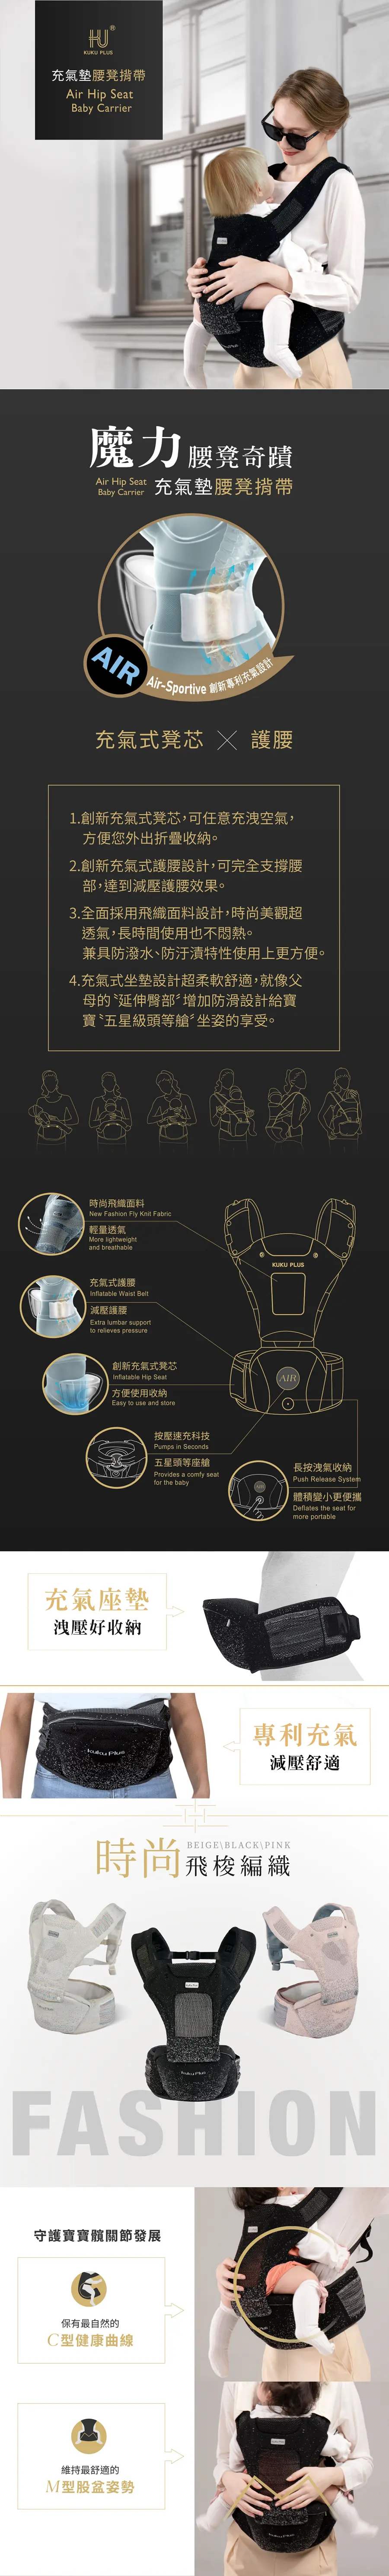 KU
KUKU PLUS
充氣墊腰凳揹帶
Air Hip Seat
Baby Carrier
魔力 腰凳奇蹟
Air Hip Seat
Baby Carrier
充氣墊腰凳揹帶
AIR
Air-Sportive 創新專利充氣設計
充氣式凳芯 × 護腰
1.創新充氣式凳芯,可任意充洩空氣,
方便您外出折疊收納。
2.創新充氣式護腰設計,可完全支撐腰
部,達到減壓護腰效果。
3.全面採用飛織面料設計,時尚美觀超
透氣,長時間使用也不悶熱。
兼具防潑水、防汙漬特性使用上更方便。
4.充氣式坐墊設計超柔軟舒適,就像父
母的〝延伸臀部〞增加防滑設計給寶
寶〝五星級頭等艙〞坐姿的享受。
時尚飛織面料
New Fashion Fly Knit Fabric
輕量透氣
More lightweight
and breathable
KUKU PLUS
充氣式護腰
Inflatable Waist Belt
減壓護腰
Extra lumbar support
to relieves pressure
創新充氣式凳芯
Inflatable Hip Seat
方便使用收納
Easy to use and store
AIR
按壓速充科技
Pumps in Seconds
五星頭等座艙
Provides a comfy seat
for the baby
AIR
長按洩氣收納
Push Release System
體積變小更便攜
Deflates the seat for
more portable
充氣座墊
洩壓好收納
Kuku Plus
專利充氣
減壓舒適
時尚
BEIGE\BLACK\PINK
飛梭編織
Kuku Plus
FASHION
守護寶寶髖關節發展
保有最自然的
C型健康曲線
維持最舒適的
M型股盆姿勢
Kuku Plus